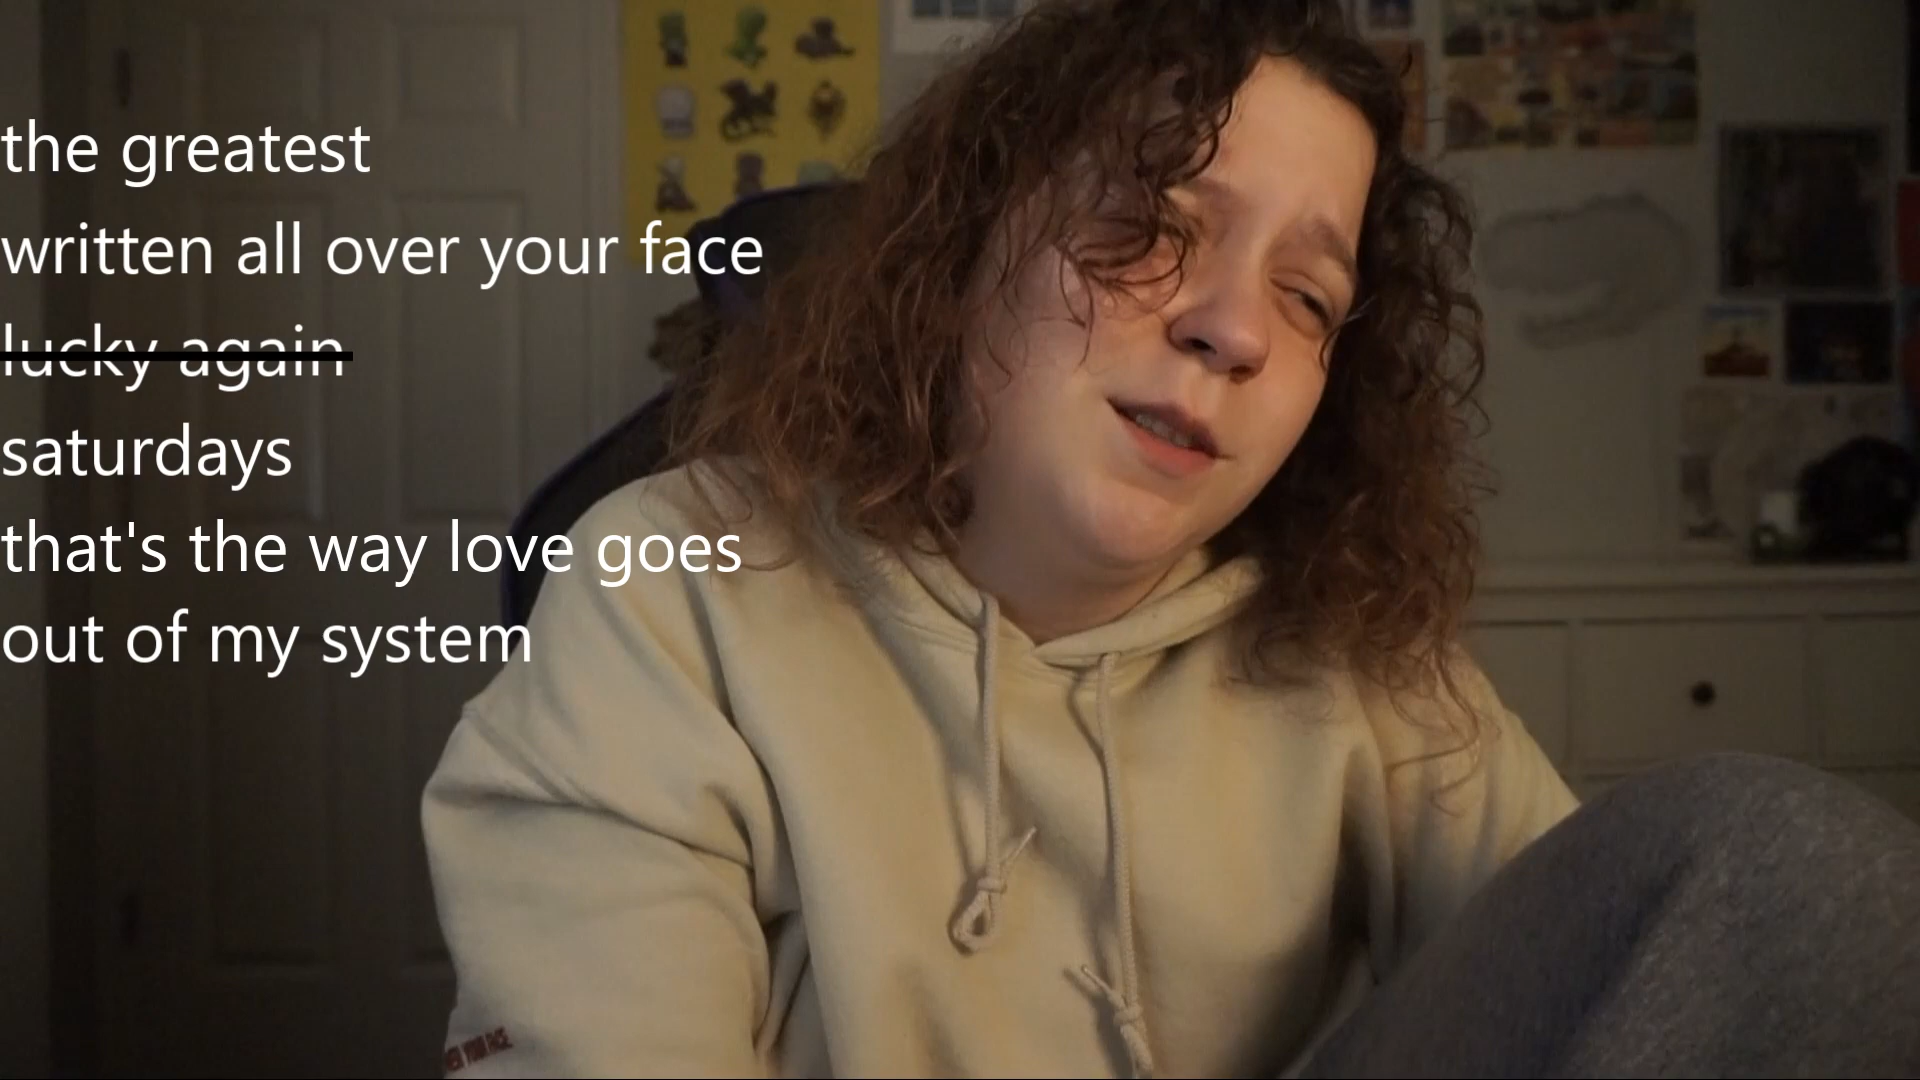 the greatest
written all over your face
lucky again
saturdays
that's the way love goes
out of my system